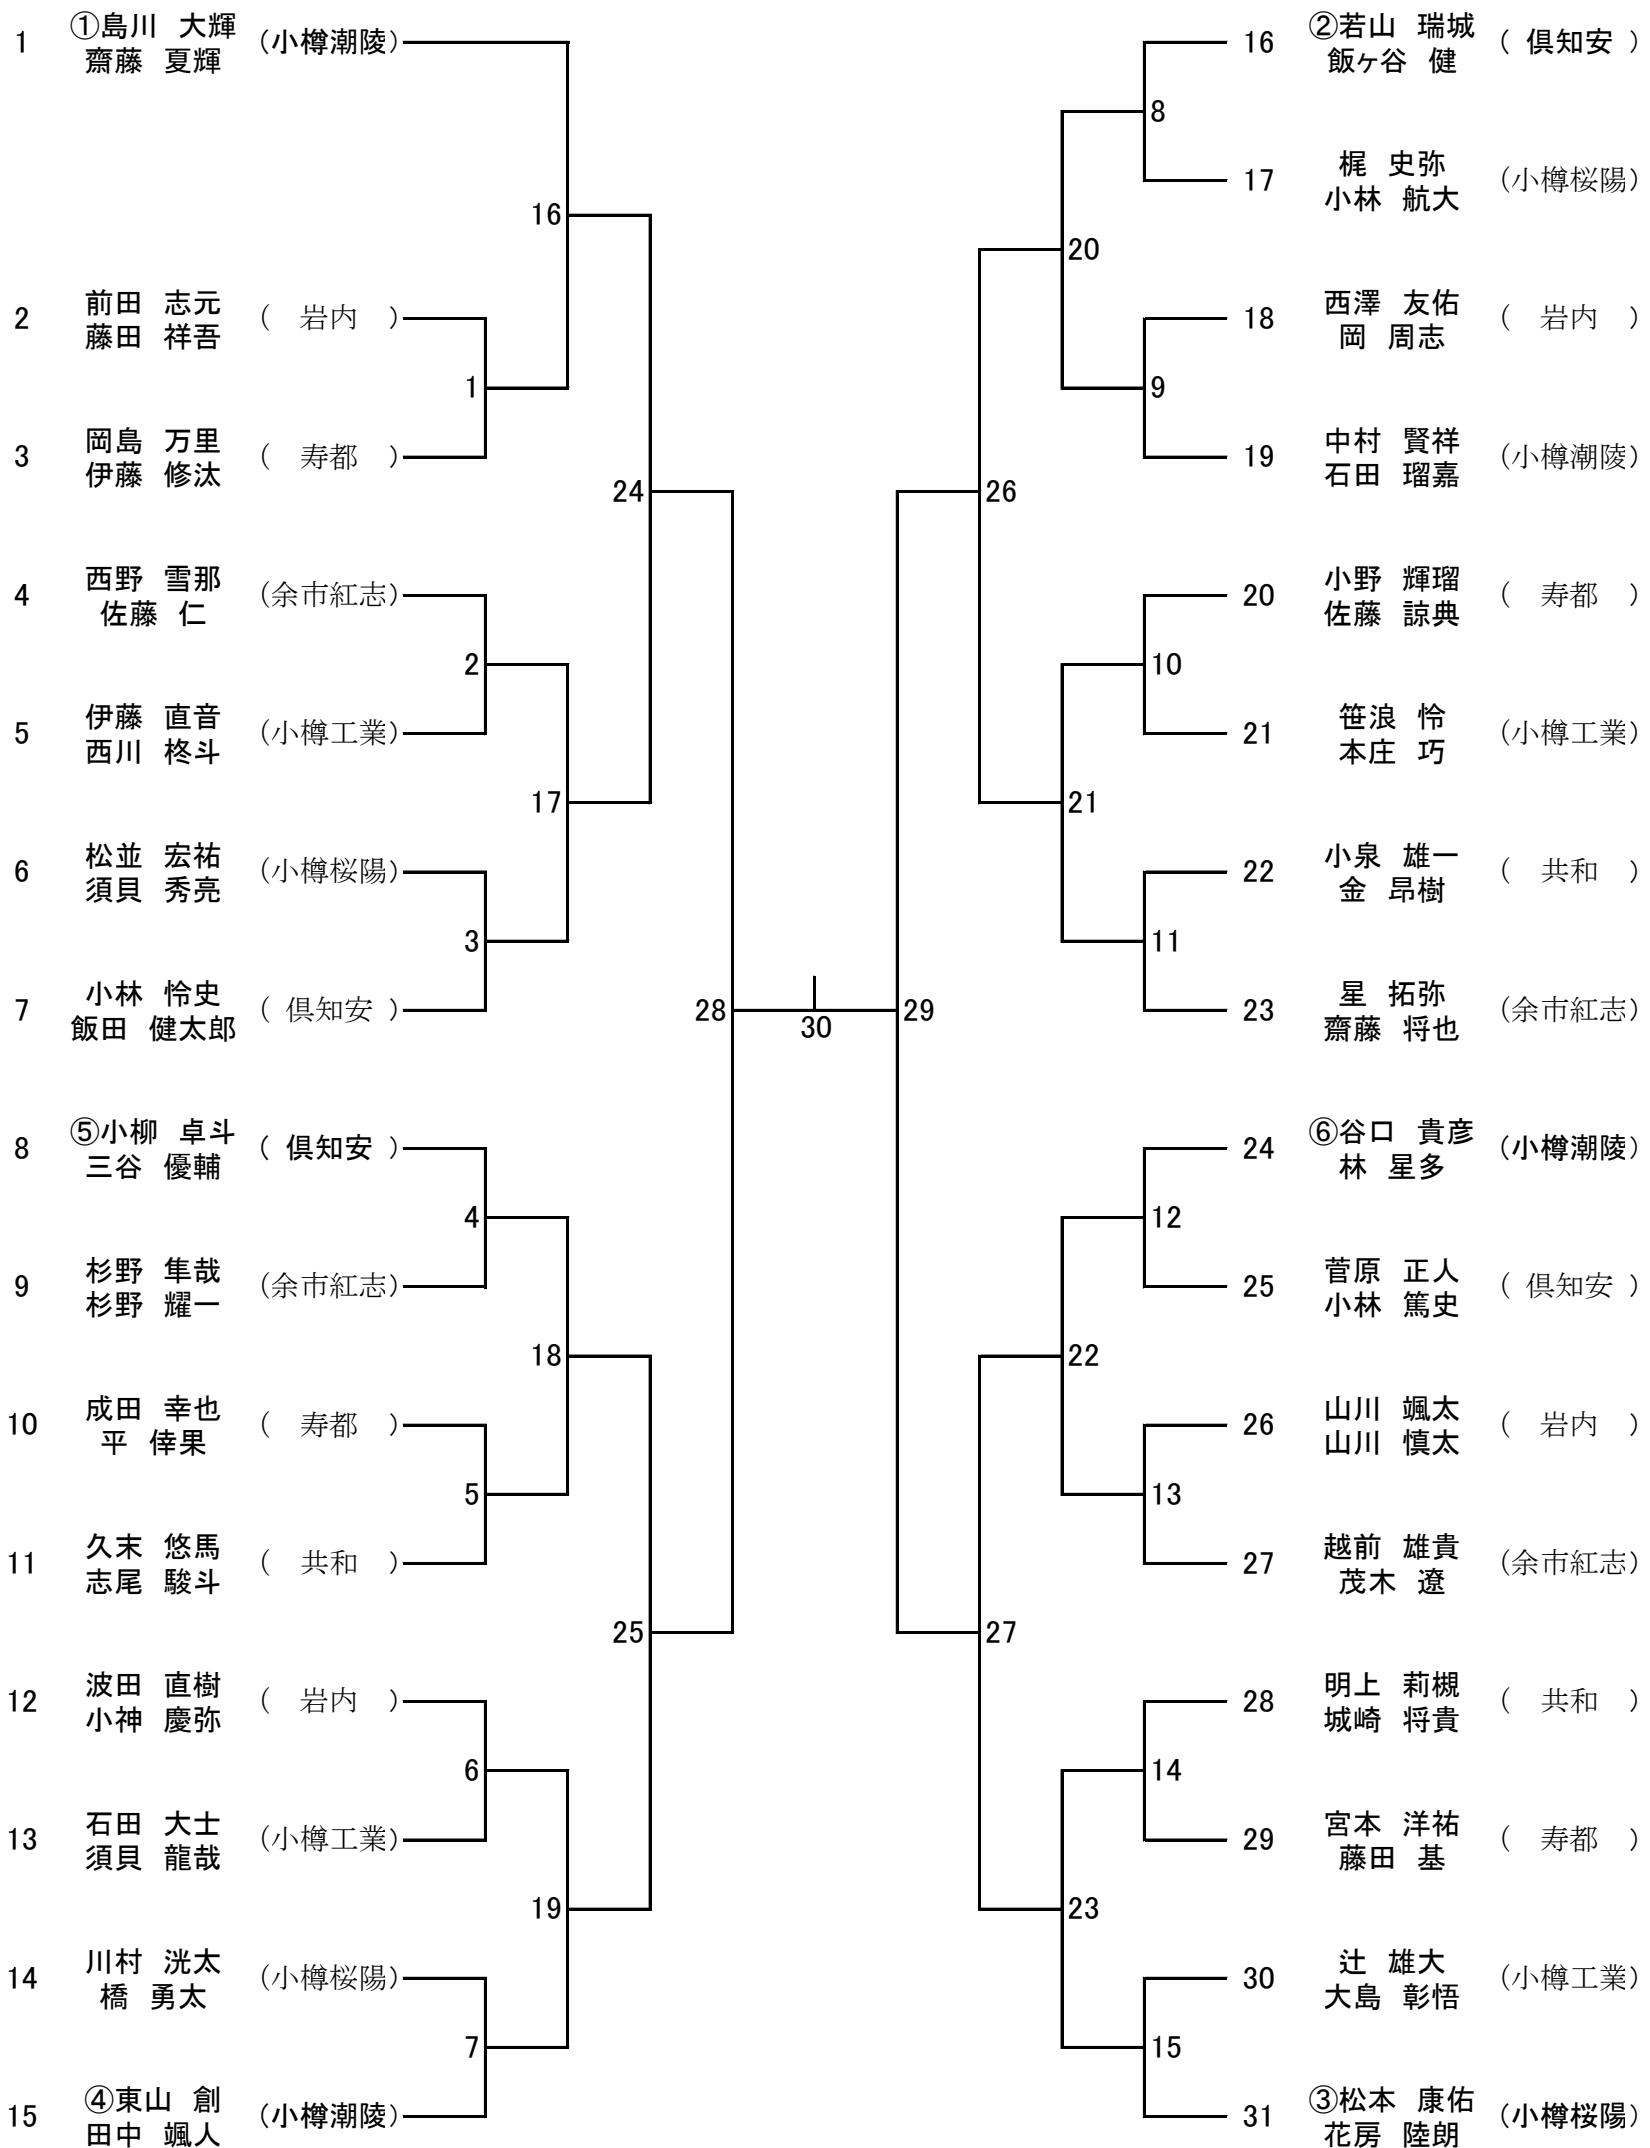 1 ①島川 大輝 (小樽潮陵)
齋藤 夏輝
16
2 前田 志元 ( 岩内 )
藤田 祥吾
1
3 岡島 万里 ( 寿都 )
伊藤 修汰
24
4 西野 雪那 (余市紅志)
佐藤 仁
2
5 伊藤 直音 (小樽工業)
西川 柊斗
17
6 松並 宏祐 (小樽桜陽)
須貝 秀亮
3
7 小林 怜史 ( 倶知安 )
飯田 健太郎
28
8 ⑤小柳 卓斗 ( 倶知安 )
三谷 優輔
4
9 杉野 隼哉 (余市紅志)
杉野 耀一
18
10 成田 幸也 ( 寿都 )
平 倖果
5
11 久末 悠馬 ( 共和 )
志尾 駿斗
25
12 波田 直樹 ( 岩内 )
小神 慶弥
6
13 石田 大士 (小樽工業)
須貝 龍哉
19
14 川村 洸太 (小樽桜陽)
橋 勇太
7
15 ④東山 創 (小樽潮陵)
田中 颯人
30
16 ②若山 瑞城 ( 倶知安 )
飯ヶ谷 健
8
17 梶 史弥 (小樽桜陽)
小林 航大
20
18 西澤 友佑 ( 岩内 )
岡 周志
9
19 中村 賢祥 (小樽潮陵)
石田 瑠嘉
26
20 小野 輝瑠 ( 寿都 )
佐藤 諒典
10
21 笹浪 怜 (小樽工業)
本庄 巧
21
22 小泉 雄一 ( 共和 )
金 昂樹
11
23 星 拓弥 (余市紅志)
齋藤 将也
29
24 ⑥谷口 貴彦 (小樽潮陵)
林 星多
12
25 菅原 正人 ( 倶知安 )
小林 篤史
22
26 山川 颯太 ( 岩内 )
山川 慎太
13
27 越前 雄貴 (余市紅志)
茂木 遼
27
28 明上 莉槻 ( 共和 )
城崎 将貴
14
29 宮本 洋祐 ( 寿都 )
藤田 基
23
30 辻 雄大 (小樽工業)
大島 彰悟
15
31 ③松本 康佑 (小樽桜陽)
花房 陸朗